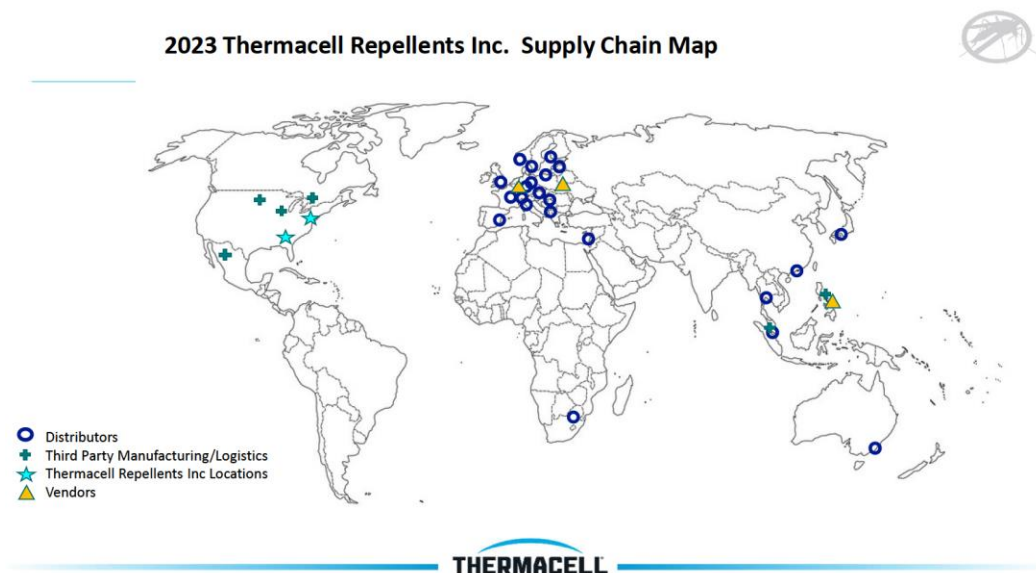 2023 Thermacell Repellents Inc.  Supply Chain Map
Distributors
Third Party Manufacturing/Logistics
Thermacell Repellents Inc Locations
Vendors
THERMACELL